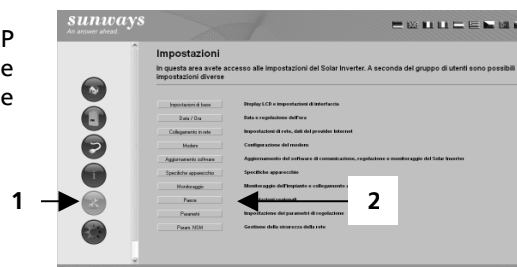 P
e
e
sunways
An answer ahead.
Impostazioni
In questa area avete accesso alle impostazioni del Solar Inverter. A seconda del gruppo di utenti sono possibili
impostazioni diverse
Impostazioni di base Display LCD e impostazioni di interfaccia
Data / Ora Data e regolazione dell'ora
Collegamento in rete Impostazioni di rete, dati del provider Internet
Modem Configurazione del modem
Aggiornamento software Aggiornamento del software di comunicazione, regolazione o monitoraggio del Solar Inverter
Specifiche apparecchio Specifiche apparecchio
Monitoraggio Monitoraggio dell'impianto e collegamento a
1 Paese 2
Parametri Impostazione dei parametri di regolazione
Param. NSM Gestione della sicurezza della rete